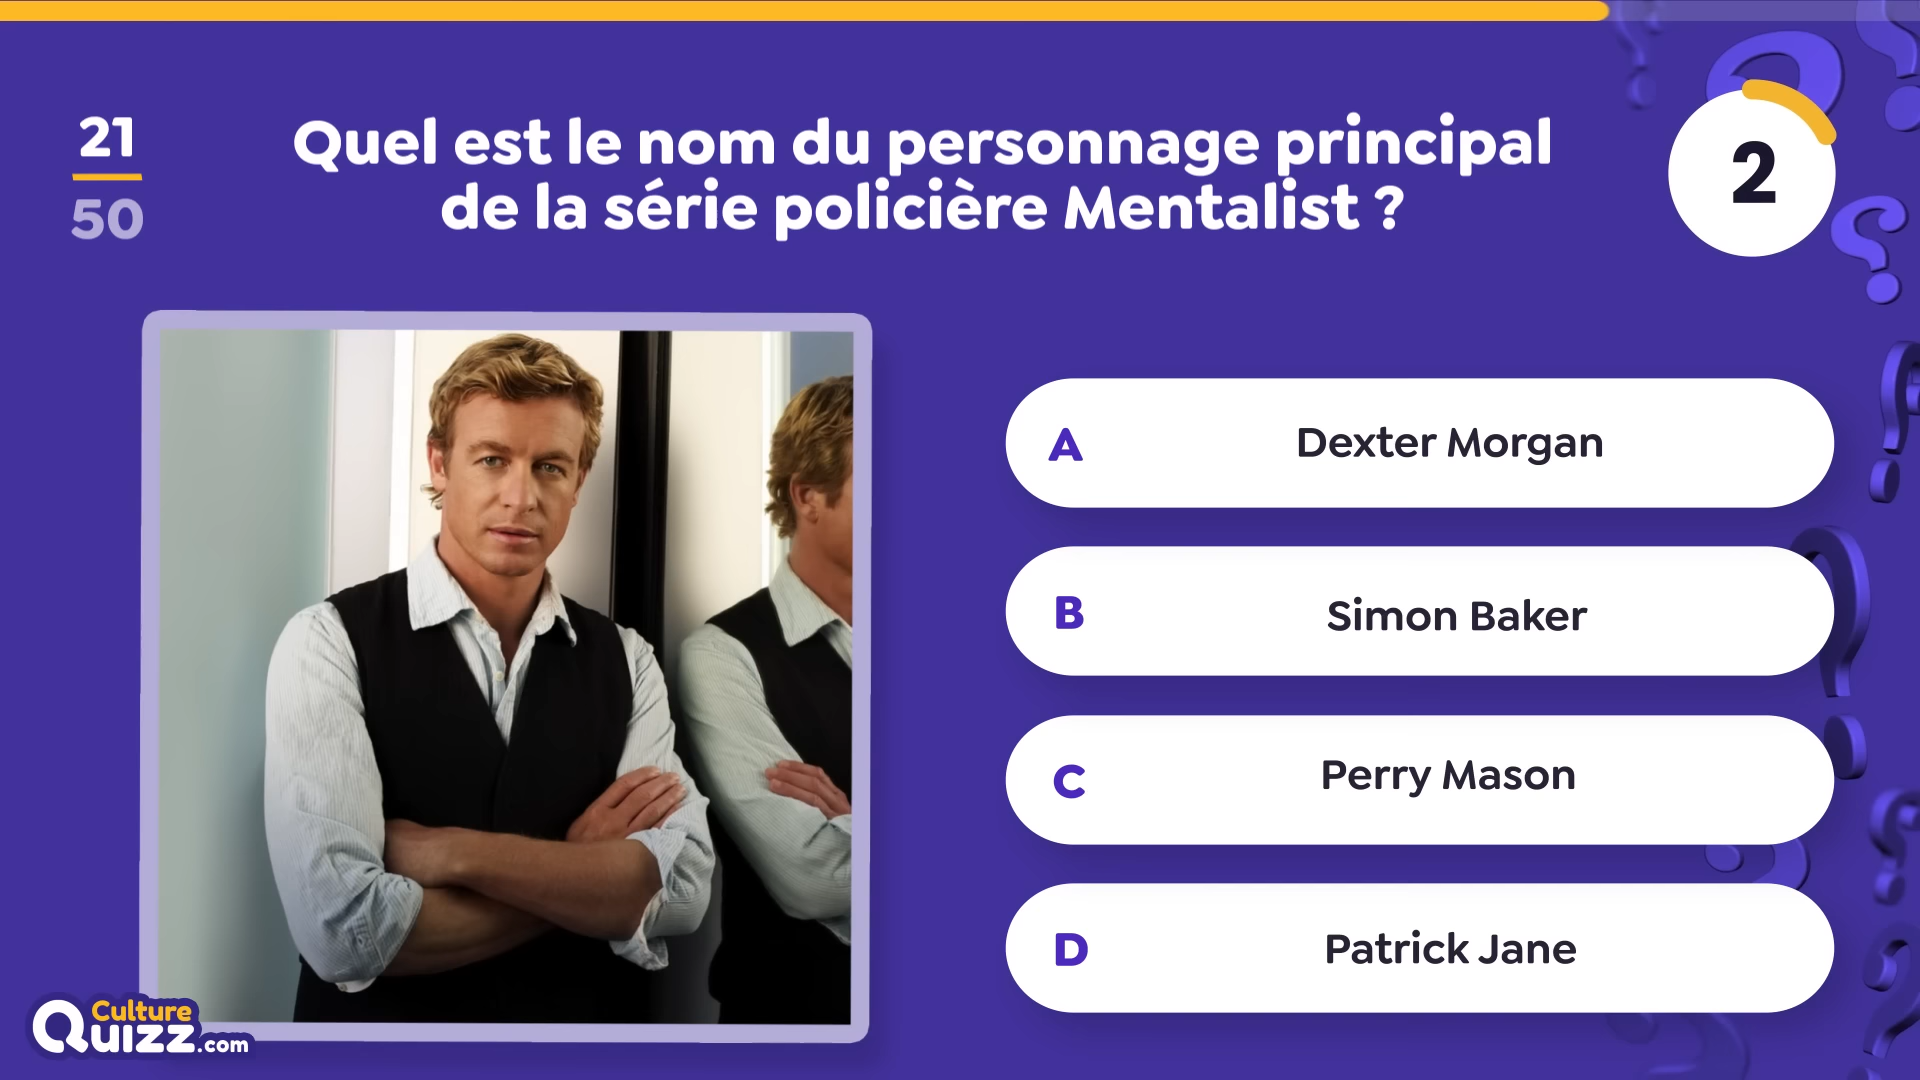 21
50
Quel est le nom du personnage principal
de la série policière Mentalist ?
2
A Dexter Morgan
B Simon Baker
C Perry Mason
D Patrick Jane
Culture
Quizz.com